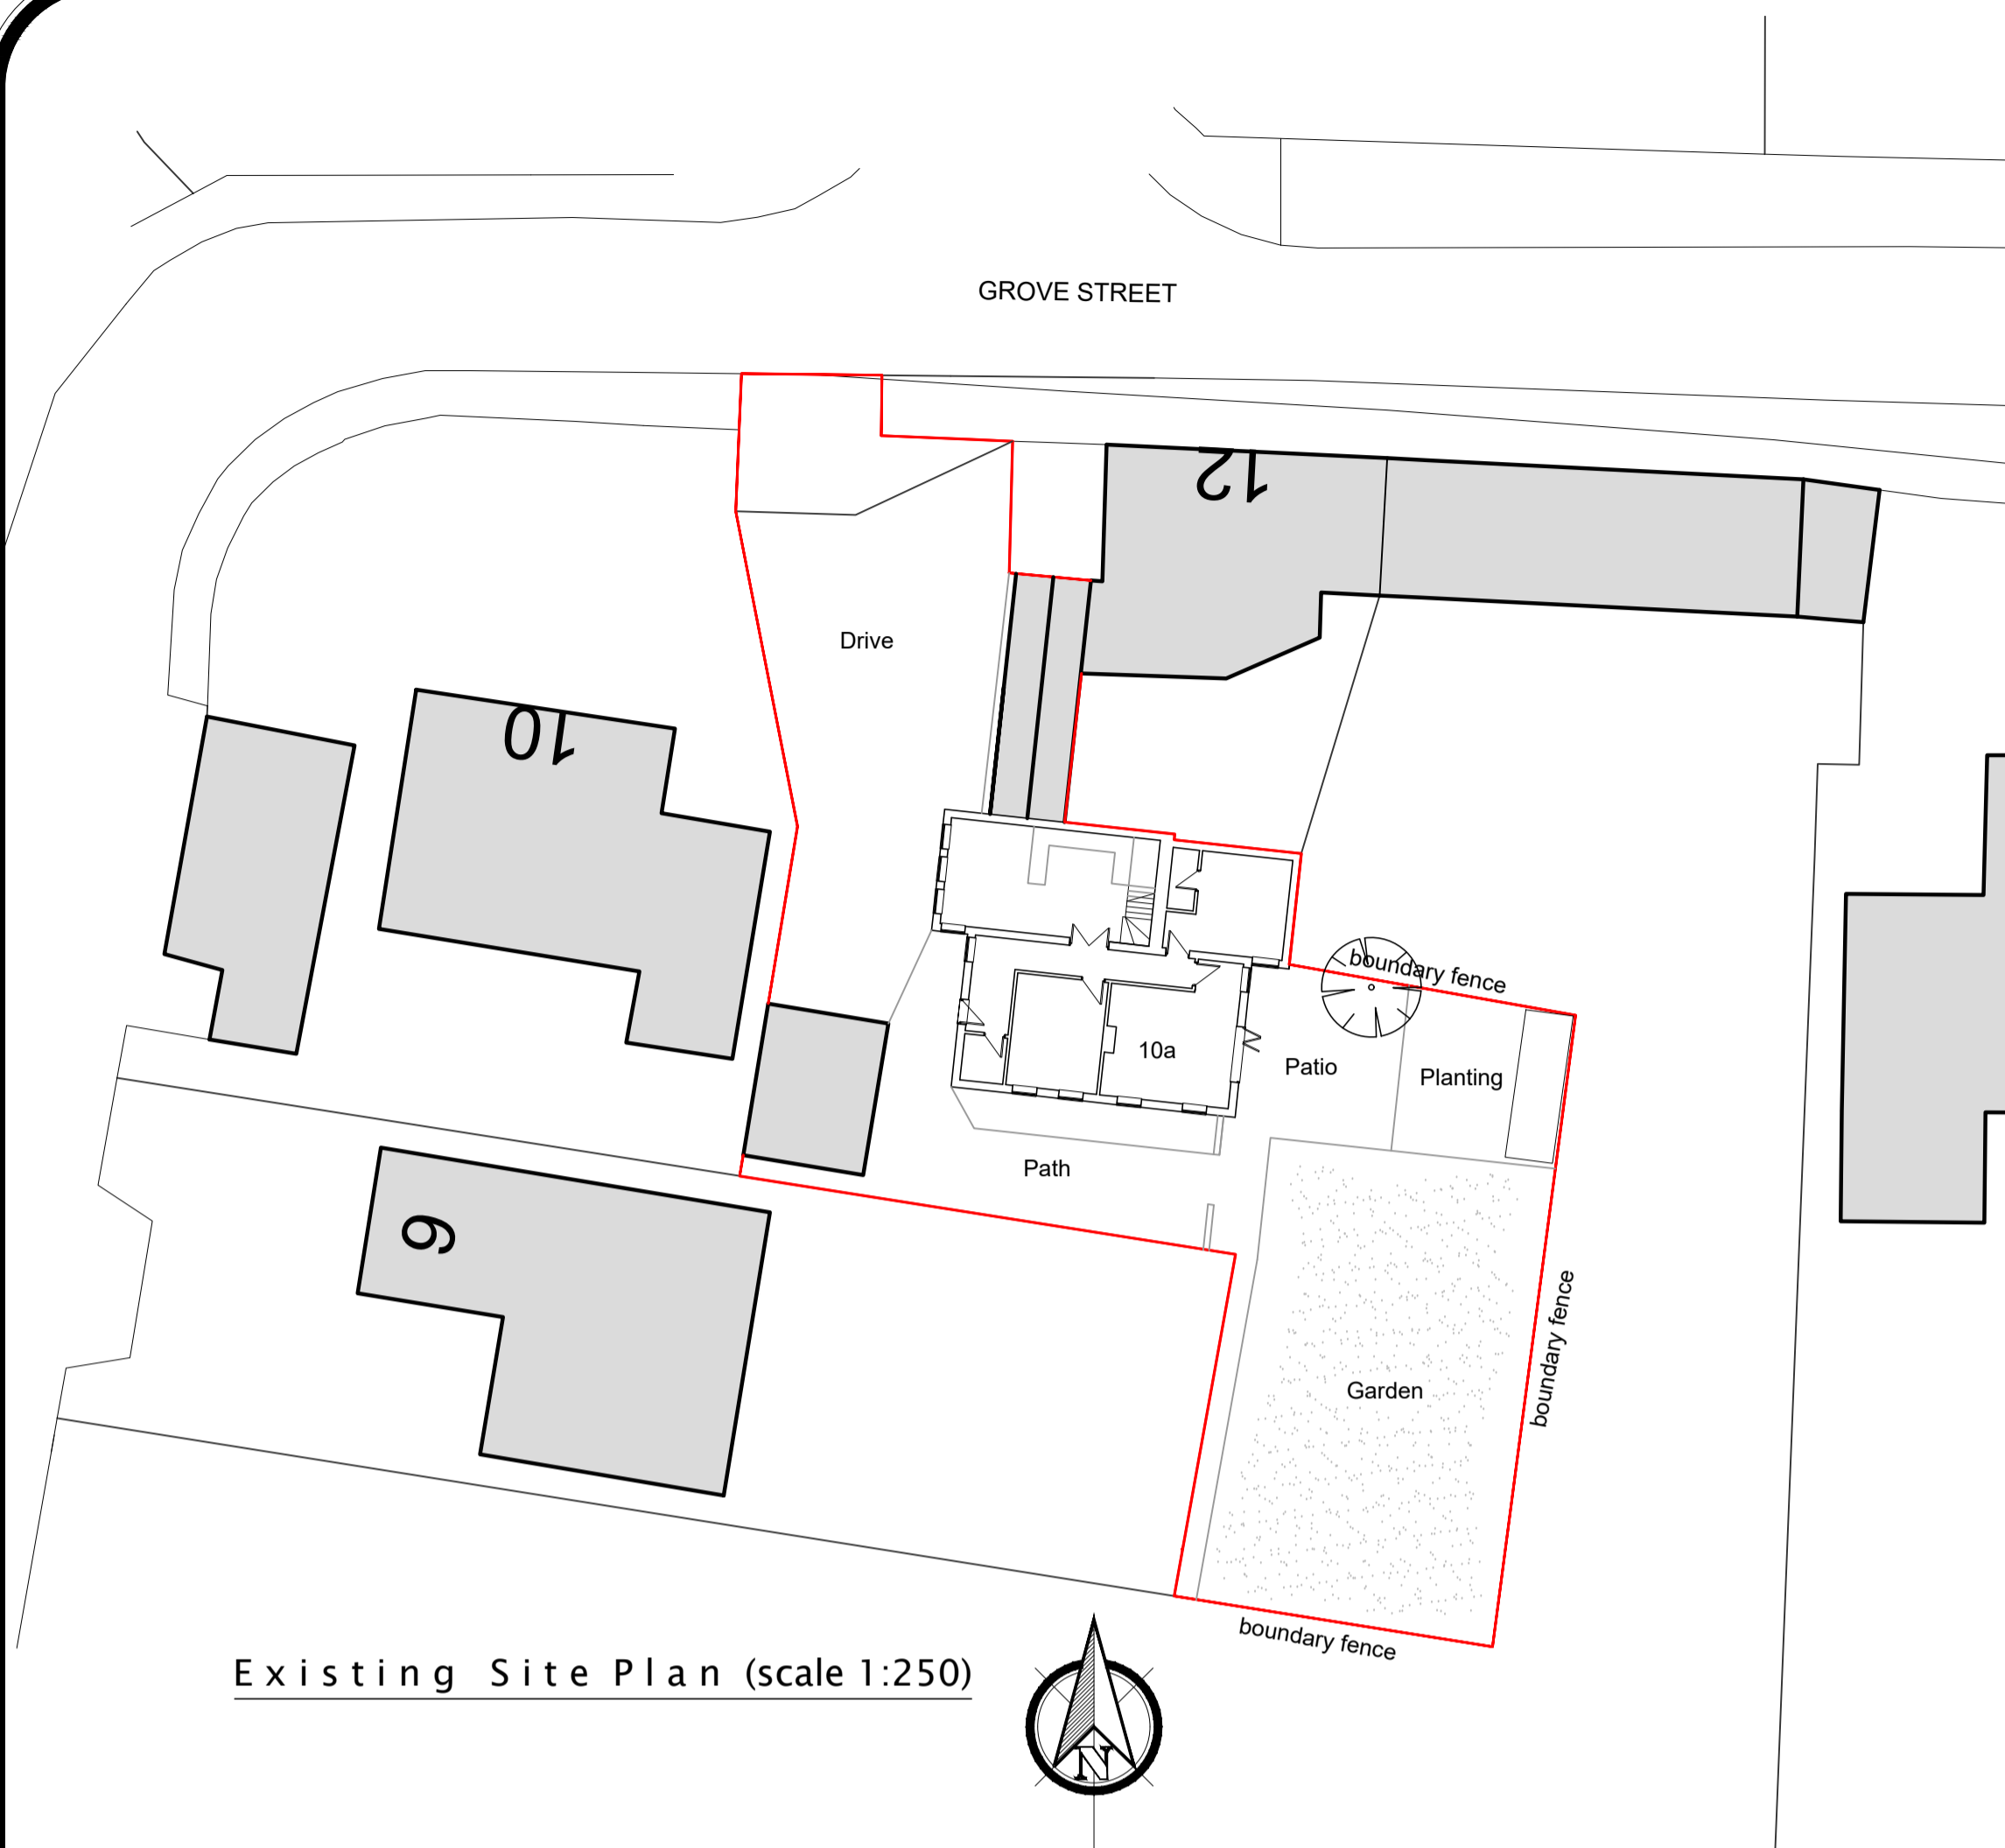 GROVE STREET
12
Drive
10
boundary fence
10a
Patio
Planting
Path
9
boundary fence
Garden
boundary fence
Existing Site Plan (scale 1:250)
N